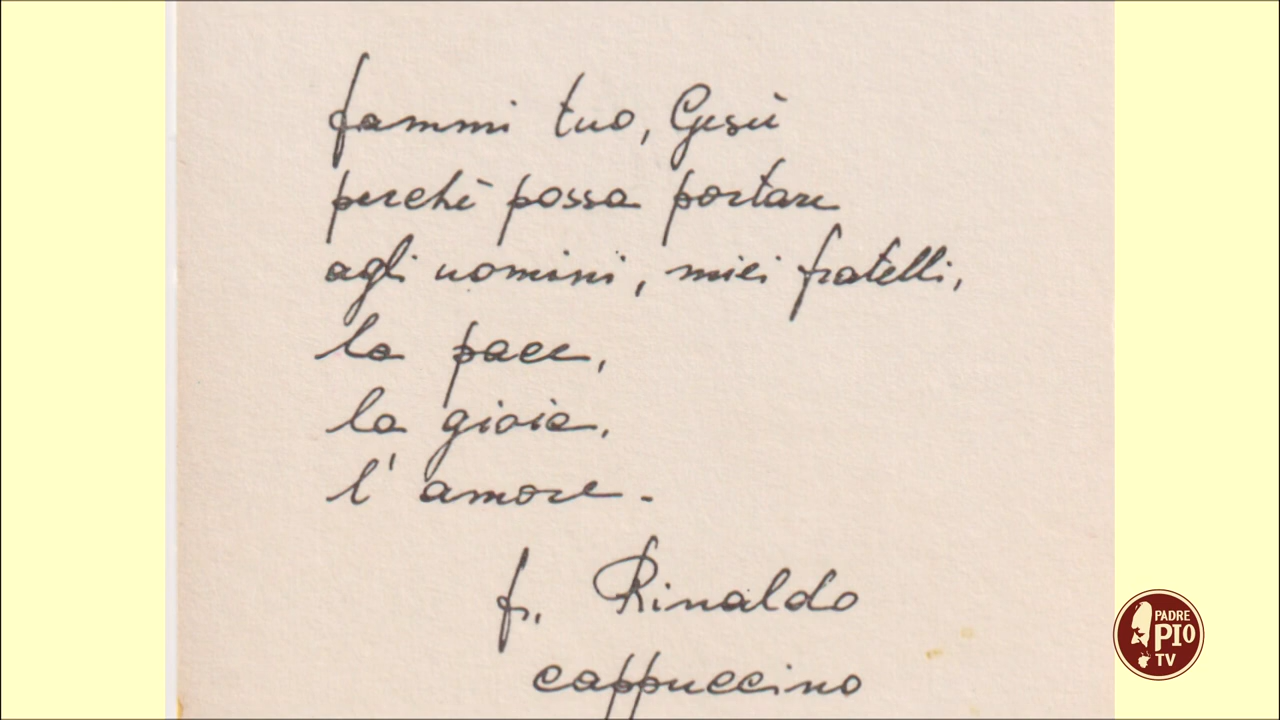 fammi tuo, Gesù
perchè possa portare
agli uomini, miei fratelli,
la pace,
la gioia,
l'amore.
fr. Rinaldo
cappuccino
PADRE
PIO
TV